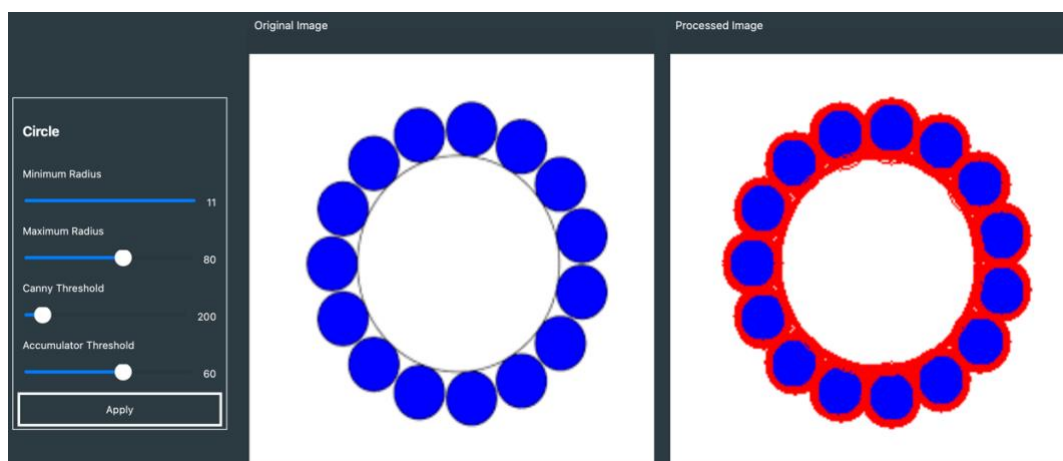 Original Image
Processed Image
Circle
Minimum Radius
11
Maximum Radius
80
Canny Threshold
200
Accumulator Threshold
60
Apply